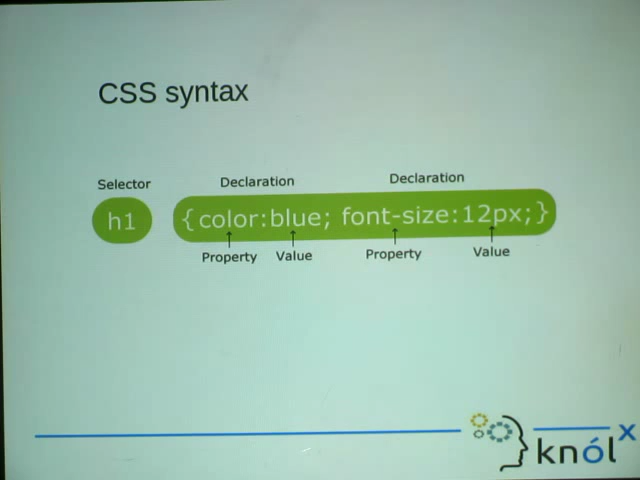 CSS syntax
Selector Declaration Declaration
h1 {color:blue; font-size:12px;}
Property Value Property Value
knólx